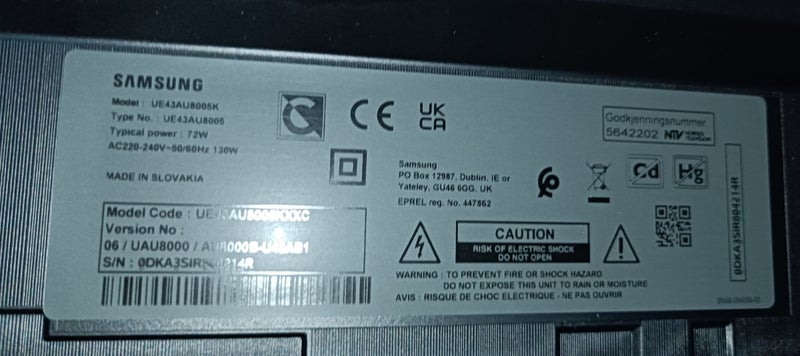 SAMSUNG
Model : UE43AU8005K
Type No. : UE43AU8005
Typical power : 72W
AC220-240V~50/60Hz 130W
MADE IN SLOVAKIA
Model Code :
Version No :
06 / UAU8000 /
S/N :
CE
UK
CA
Samsung
PO Box 12987, Dublin. IE or
Yateley, GU46 6GG. UK
EPREL reg. No. 447862
Godkjenningsnummer
5642202 NTV
Cd
Hg
CAUTION
RISK OF ELECTRIC SHOCK
DO NOT OPEN
WARNING : TO PREVENT FIRE OR SHOCK HAZARD
DO NOT EXPOSE THIS UNIT TO RAIN OR MOISTURE
AVIS : RISQUE DE CHOC ELECTRIQUE - NE PAS OUVRIR
0DKA3SIR804214R